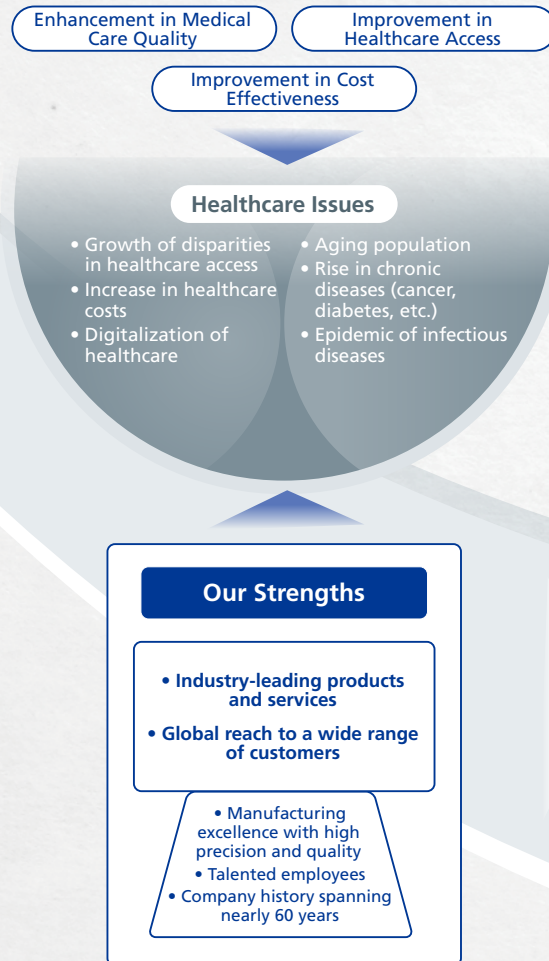 Enhancement in Medical
Care Quality
Improvement in
Healthcare Access
Improvement in Cost
Effectiveness
Healthcare Issues
• Growth of disparities
in healthcare access
• Increase in healthcare
costs
• Digitalization of
healthcare
• Aging population
• Rise in chronic
diseases (cancer,
diabetes, etc.)
• Epidemic of infectious
diseases
Our Strengths
• Industry-leading products
and services
• Global reach to a wide range
of customers
• Manufacturing
excellence with high
precision and quality
• Talented employees
• Company history spanning
nearly 60 years